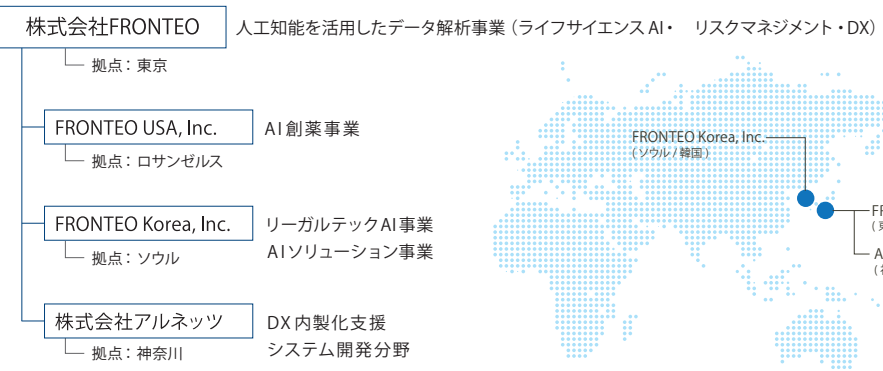 株式会社FRONTEO
人工知能を活用したデータ解析事業（ライフサイエンスAI・　リスクマネジメント・DX）
拠点：東京
FRONTEO USA, Inc.
AI創薬事業
拠点：ロサンゼルス
FRONTEO Korea, Inc.
リーガルテックAI事業
AIソリューション事業
拠点：ソウル
株式会社アルネッツ
DX内製化支援
システム開発分野
拠点：神奈川
FRONTEO Korea, Inc.
（ソウル / 韓国）